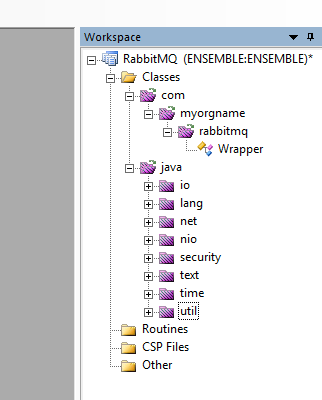 Workspace
RabbitMQ (ENSEMBLE:ENSEMBLE)*
Classes
com
myorgname
rabbitmq
Wrapper
java
io
lang
net
nio
security
text
time
util
Routines
CSP Files
Other